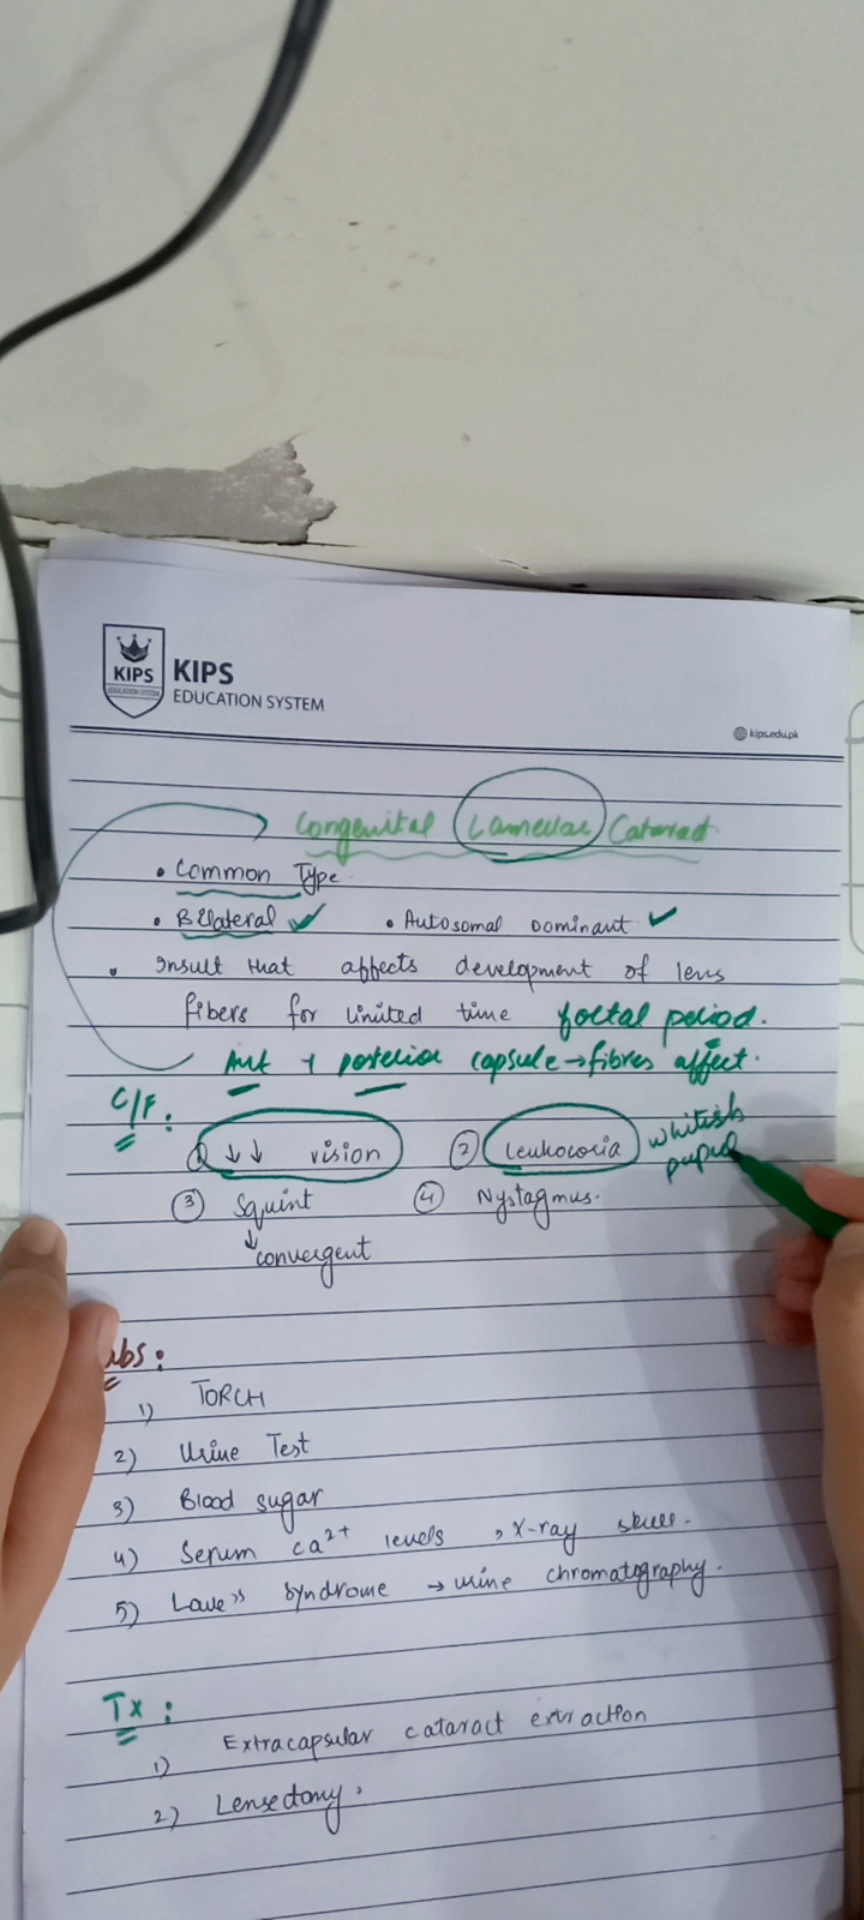 KIPS
EDUCATION SYSTEM
KIPS
EDUCATION SYSTEM
kips.edu.pk
Congenital Lamellar Cataract
• Common Type
• Bilateral ✓ • Autosomal Dominant ✓
• Insult that affects development of lens
fibers for limited time foetal period.
Ant + posterior capsule → fibres affect.
C/F:
① ↓↓ vision ② Leukocoria whitish
pupil
③ Squint ④ Nystagmus.
↓
convergent
abs:
1) TORCH
2) Urine Test
3) Blood sugar
4) Serum Ca²⁺ levels, X-ray skull.
5) Lowe's syndrome → urine chromatography.
Tx:
1) Extracapsular cataract extraction
2) Lensectomy.